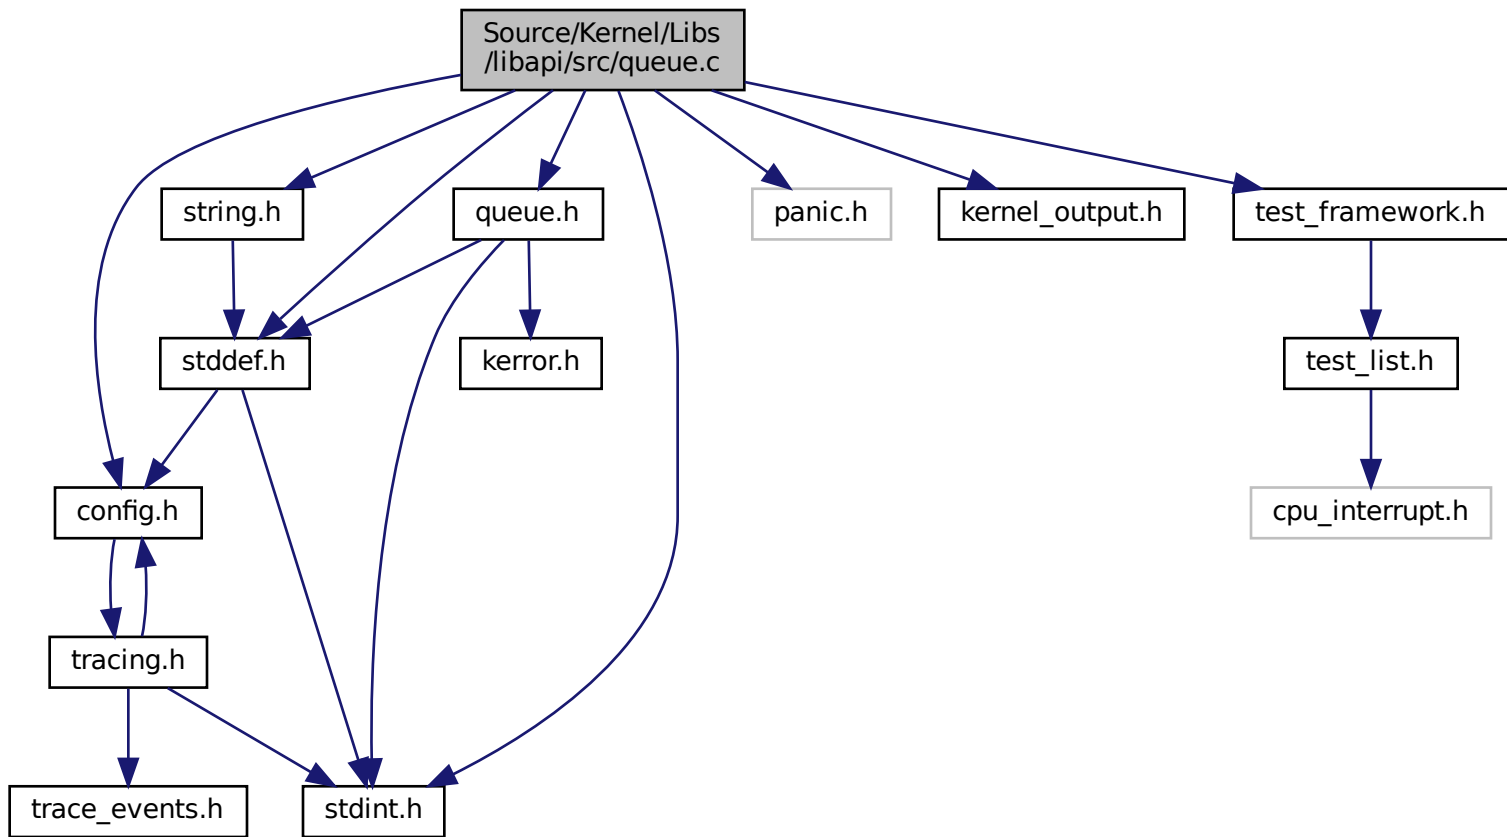 Source/Kernel/Libs
/libapi/src/queue.c
string.h
queue.h
panic.h
kernel_output.h
test_framework.h
stddef.h
kerror.h
test_list.h
config.h
cpu_interrupt.h
tracing.h
trace_events.h
stdint.h